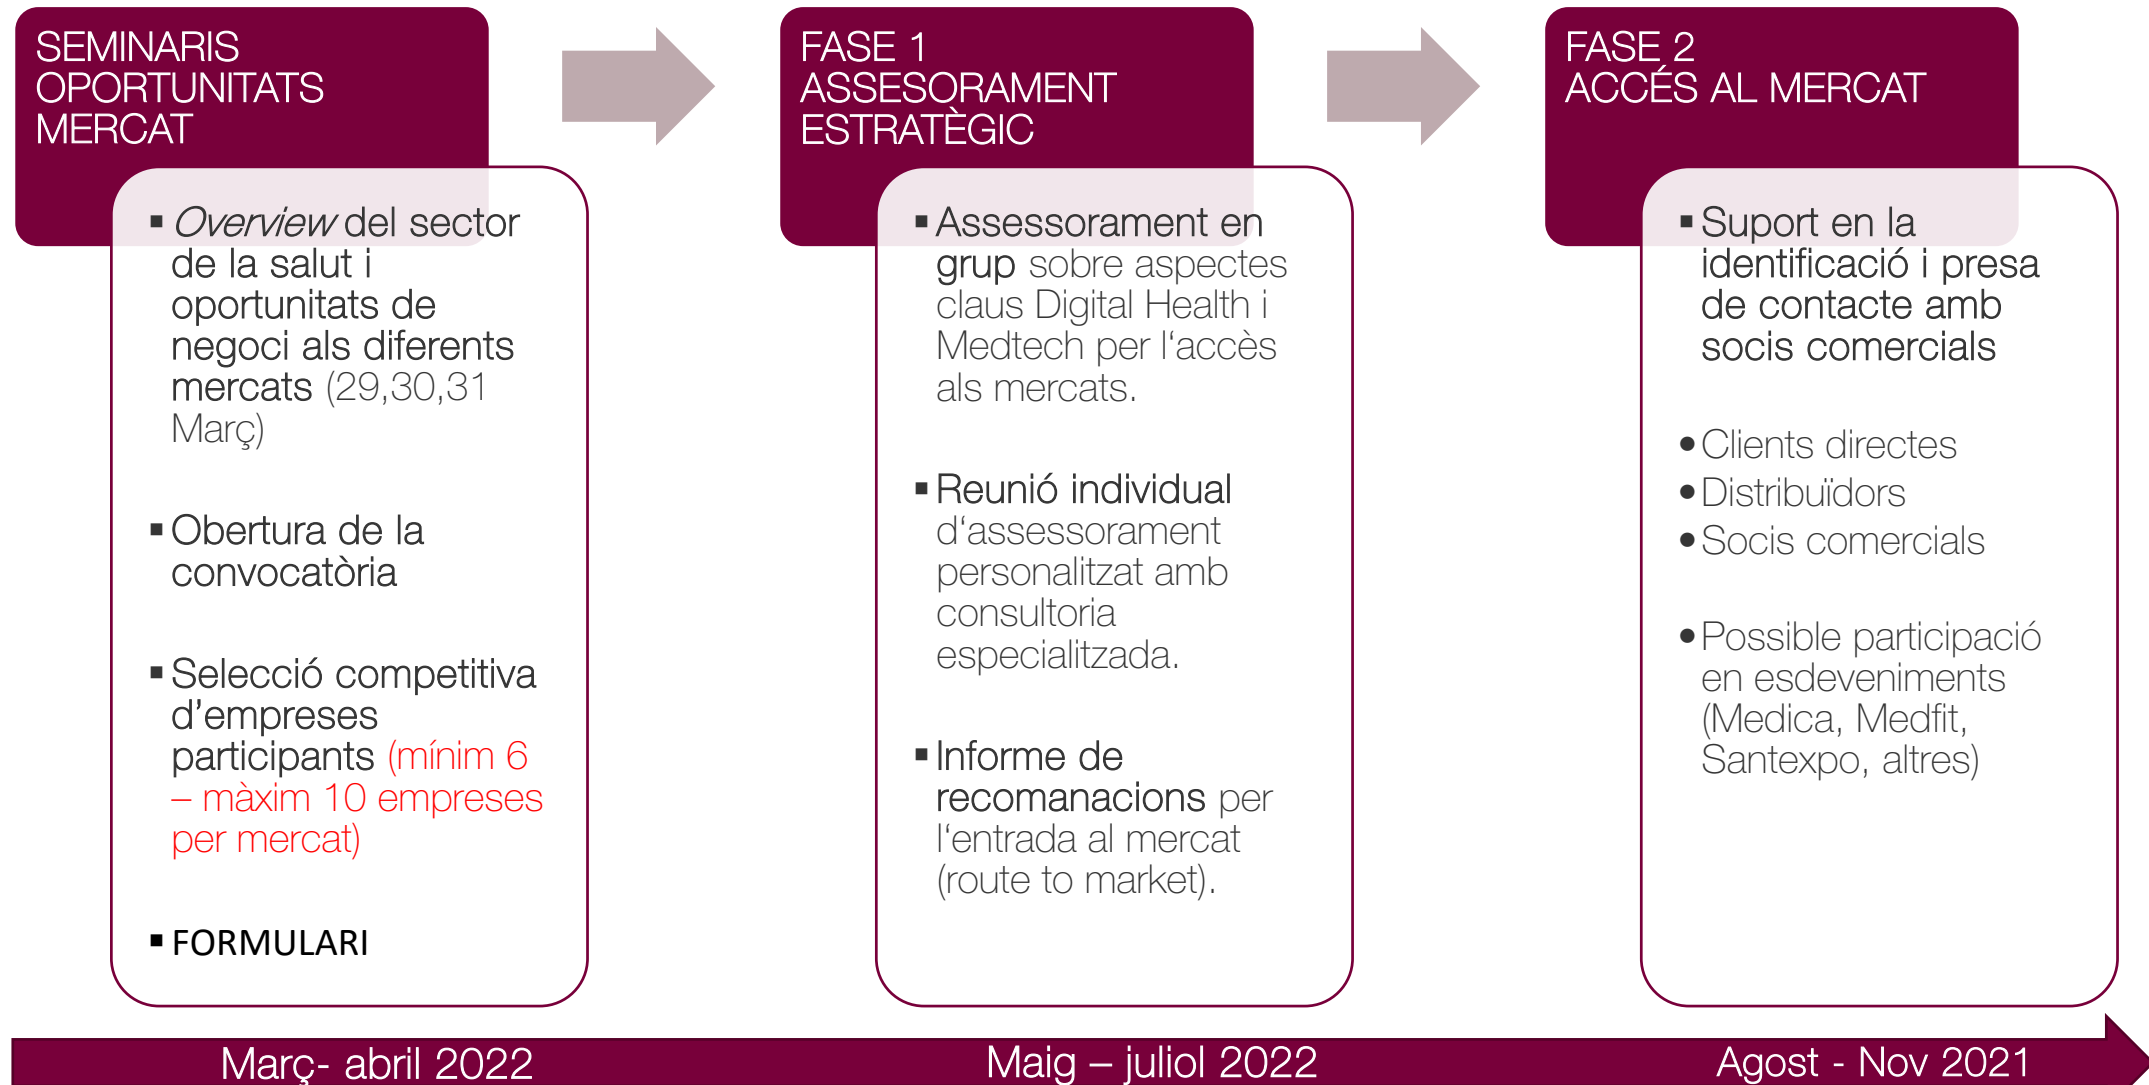 SEMINARIS
OPORTUNITATS
MERCAT
▪ Overview del sector
de la salut i
oportunitats de
negoci als diferents
mercats (29,30,31
Març)
▪ Obertura de la
convocatòria
▪ Selecció competitiva
d’empreses
participants (mínim 6
– màxim 10 empreses
per mercat)
▪ FORMULARI
FASE 1
ASSESORAMENT
ESTRATÈGIC
▪ Assessorament en
grup sobre aspectes
claus Digital Health i
Medtech per l‘accès
als mercats.
▪ Reunió individual
d‘assessorament
personalitzat amb
consultoria
especialitzada.
▪ Informe de
recomanacions per
l‘entrada al mercat
(route to market).
FASE 2
ACCÉS AL MERCAT
▪ Suport en la
identificació i presa
de contacte amb
socis comercials
• Clients directes
• Distribuïdors
• Socis comercials
• Possible participació
en esdeveniments
(Medica, Medfit,
Santexpo, altres)
Març- abril 2022
Maig – juliol 2022
Agost - Nov 2021